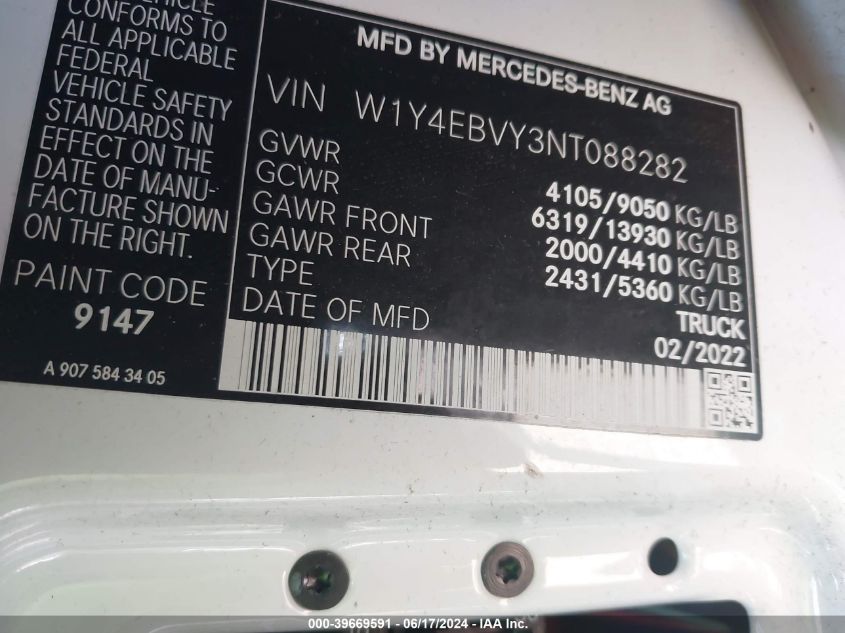 VEHICLE
CONFORMS TO
ALL APPLICABLE
FEDERAL
VEHICLE SAFETY
STANDARDS IN
EFFECT ON THE
DATE OF MANU-
FACTURE SHOWN
ON THE RIGHT.
PAINT CODE
9147
A 907 584 34 05
MFD BY MERCEDES-BENZ AG
VIN W1Y4EBVY3NT088282
GVWR 4105/9050 KG/LB
GCWR 6319/13930 KG/LB
GAWR FRONT 2000/4410 KG/LB
GAWR REAR 2431/5360 KG/LB
TYPE TRUCK
DATE OF MFD 02/2022
000-39669591 - 06/17/2024 - IAA Inc.